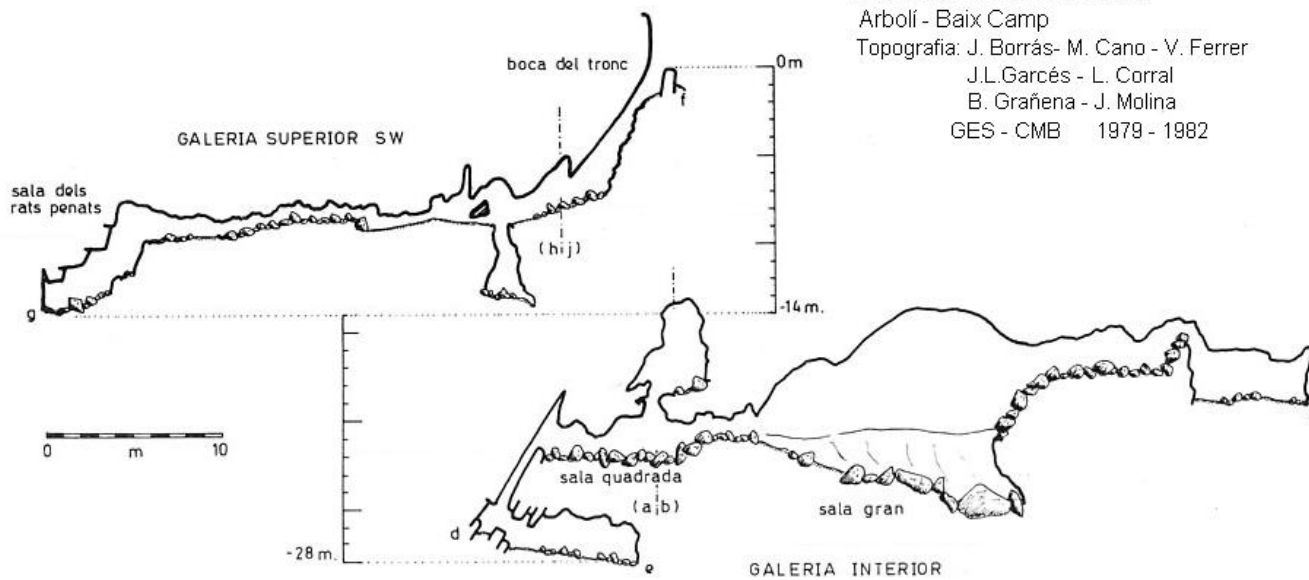 Arbolí - Baix Camp
Topografia: J. Borrás- M. Cano - V. Ferrer
J.L.Garcés - L. Corral
B. Grañena - J. Molina
GES - CMB 1979 - 1982
boca del tronc
0m
f
GALERIA SUPERIOR SW
sala dels
rats penats
(hij)
g
-14 m.
0 10
m
sala quadrada
(a,b)
sala gran
d
-28 m.
e
GALERIA INTERIOR